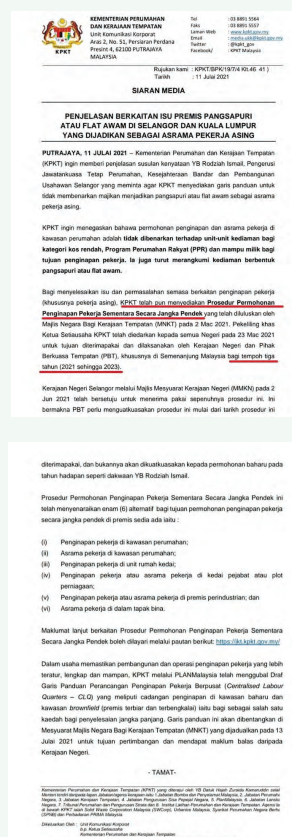 KEMENTERIAN PERUMAHAN
DAN KERAJAAN TEMPATAN
Unit Komunikasi Korporat
Aras 2, No. 51, Persiaran Perdana
Presint 4, 62100 PUTRAJAYA
MALAYSIA
KPKT
Tel : 03 8891 5564
Faks : 03 8891 5557
Laman Web : www.kpkt.gov.my
Email : media.ukk@kpkt.gov.my
Twitter : @kpkt_gov
Facebook/ : KPKT Malaysia
Rujukan kami : KPKT/BPK/19/7/4 Klt.46 41 )
Tarikh : 11 Julai 2021
SIARAN MEDIA
PENJELASAN BERKAITAN ISU PREMIS PANGSAPURI
ATAU FLAT AWAM DI SELANGOR DAN KUALA LUMPUR
YANG DIJADIKAN SEBAGAI ASRAMA PEKERJA ASING
PUTRAJAYA, 11 JULAI 2021 – Kementerian Perumahan dan Kerajaan Tempatan
(KPKT) ingin memberi penjelasan susulan kenyataan YB Rodziah Ismail, Pengerusi
Jawatankuasa Tetap Perumahan, Kesejahteraan Bandar dan Pembangunan
Usahawan Selangor yang meminta agar KPKT menyediakan garis panduan untuk
tidak membenarkan majikan menjadikan pangsapuri atau flat awam sebagai asrama
pekerja asing.
KPKT ingin menegaskan bahawa permohonan penginapan dan asrama pekerja di
kawasan perumahan adalah tidak dibenarkan terhadap unit-unit kediaman bagi
kategori kos rendah, Program Perumahan Rakyat (PPR) dan mampu milik bagi
tujuan penginapan pekerja. Ia juga turut merangkumi kediaman berbentuk
pangsapuri atau flat awam.
Bagi menyelesaikan isu dan permasalahan semasa berkaitan penginapan pekerja
(khususnya pekerja asing), KPKT telah pun menyediakan Prosedur Permohonan
Penginapan Pekerja Sementara Secara Jangka Pendek yang telah diluluskan oleh
Majlis Negara Bagi Kerajaan Tempatan (MNKT) pada 2 Mac 2021. Pekeliling khas
Ketua Setiausaha KPKT telah diedarkan kepada semua Negeri pada 23 Mac 2021
untuk tujuan diterimapakai dan dilaksanakan oleh Kerajaan Negeri dan Pihak
Berkuasa Tempatan (PBT), khususnya di Semenanjung Malaysia bagi tempoh tiga
tahun (2021 sehingga 2023).
Kerajaan Negeri Selangor melalui Majlis Mesyuarat Kerajaan Negeri (MMKN) pada 2
Jun 2021 telah bersetuju untuk menerima pakai sepenuhnya prosedur ini. Ini
bermakna PBT perlu menguatkuasakan prosedur ini mulai dari tarikh prosedur ini
diterimapakai, dan bukannya akan dikuatkuasakan kepada permohonan baharu pada
tahun hadapan seperti dakwaan YB Rodziah Ismail.
Prosedur Permohonan Penginapan Pekerja Sementara Secara Jangka Pendek ini
telah menyenaraikan enam (6) alternatif bagi tujuan permohonan penginapan pekerja
secara jangka pendek di premis sedia ada iaitu :
(i) Penginapan pekerja di kawasan perumahan;
(ii) Asrama pekerja di kawasan perumahan;
(iii) Penginapan pekerja di unit rumah kedai;
(iv) Penginapan pekerja atau asrama pekerja di kedai pejabat atau plot
perniagaan;
(v) Penginapan pekerja atau asrama pekerja di premis perindustrian; dan
(vi) Asrama pekerja di dalam tapak bina.
Maklumat lanjut berkaitan Prosedur Permohonan Penginapan Pekerja Sementara
Secara Jangka Pendek boleh dilayari melalui pautan berikut: https://jkt.kpkt.gov.my/
Dalam usaha memastikan pembangunan dan operasi penginapan pekerja yang lebih
teratur, lengkap dan mampan, KPKT melalui PLANMalaysia telah menggubal Draf
Garis Panduan Perancangan Penginapan Pekerja Berpusat (Centralised Labour
Quarters – CLQ) yang meliputi cadangan penginapan di kawasan baharu dan
kawasan brownfield (premis terbiar dan terbengkalai) iaitu bagi sebagai salah satu
kaedah bagi penyelesaian jangka panjang. Garis panduan ini akan dibentangkan di
Mesyuarat Majlis Negara Bagi Kerajaan Tempatan (MNKT) yang dijadualkan pada 13
Julai 2021 untuk tujuan pertimbangan dan mendapat maklum balas daripada
Kerajaan Negeri.
- TAMAT-
Dikeluarkan Oleh : Unit Komunikasi Korporat
b.p. Ketua Setiausaha
Kementerian Perumahan dan Kerajaan Tempatan